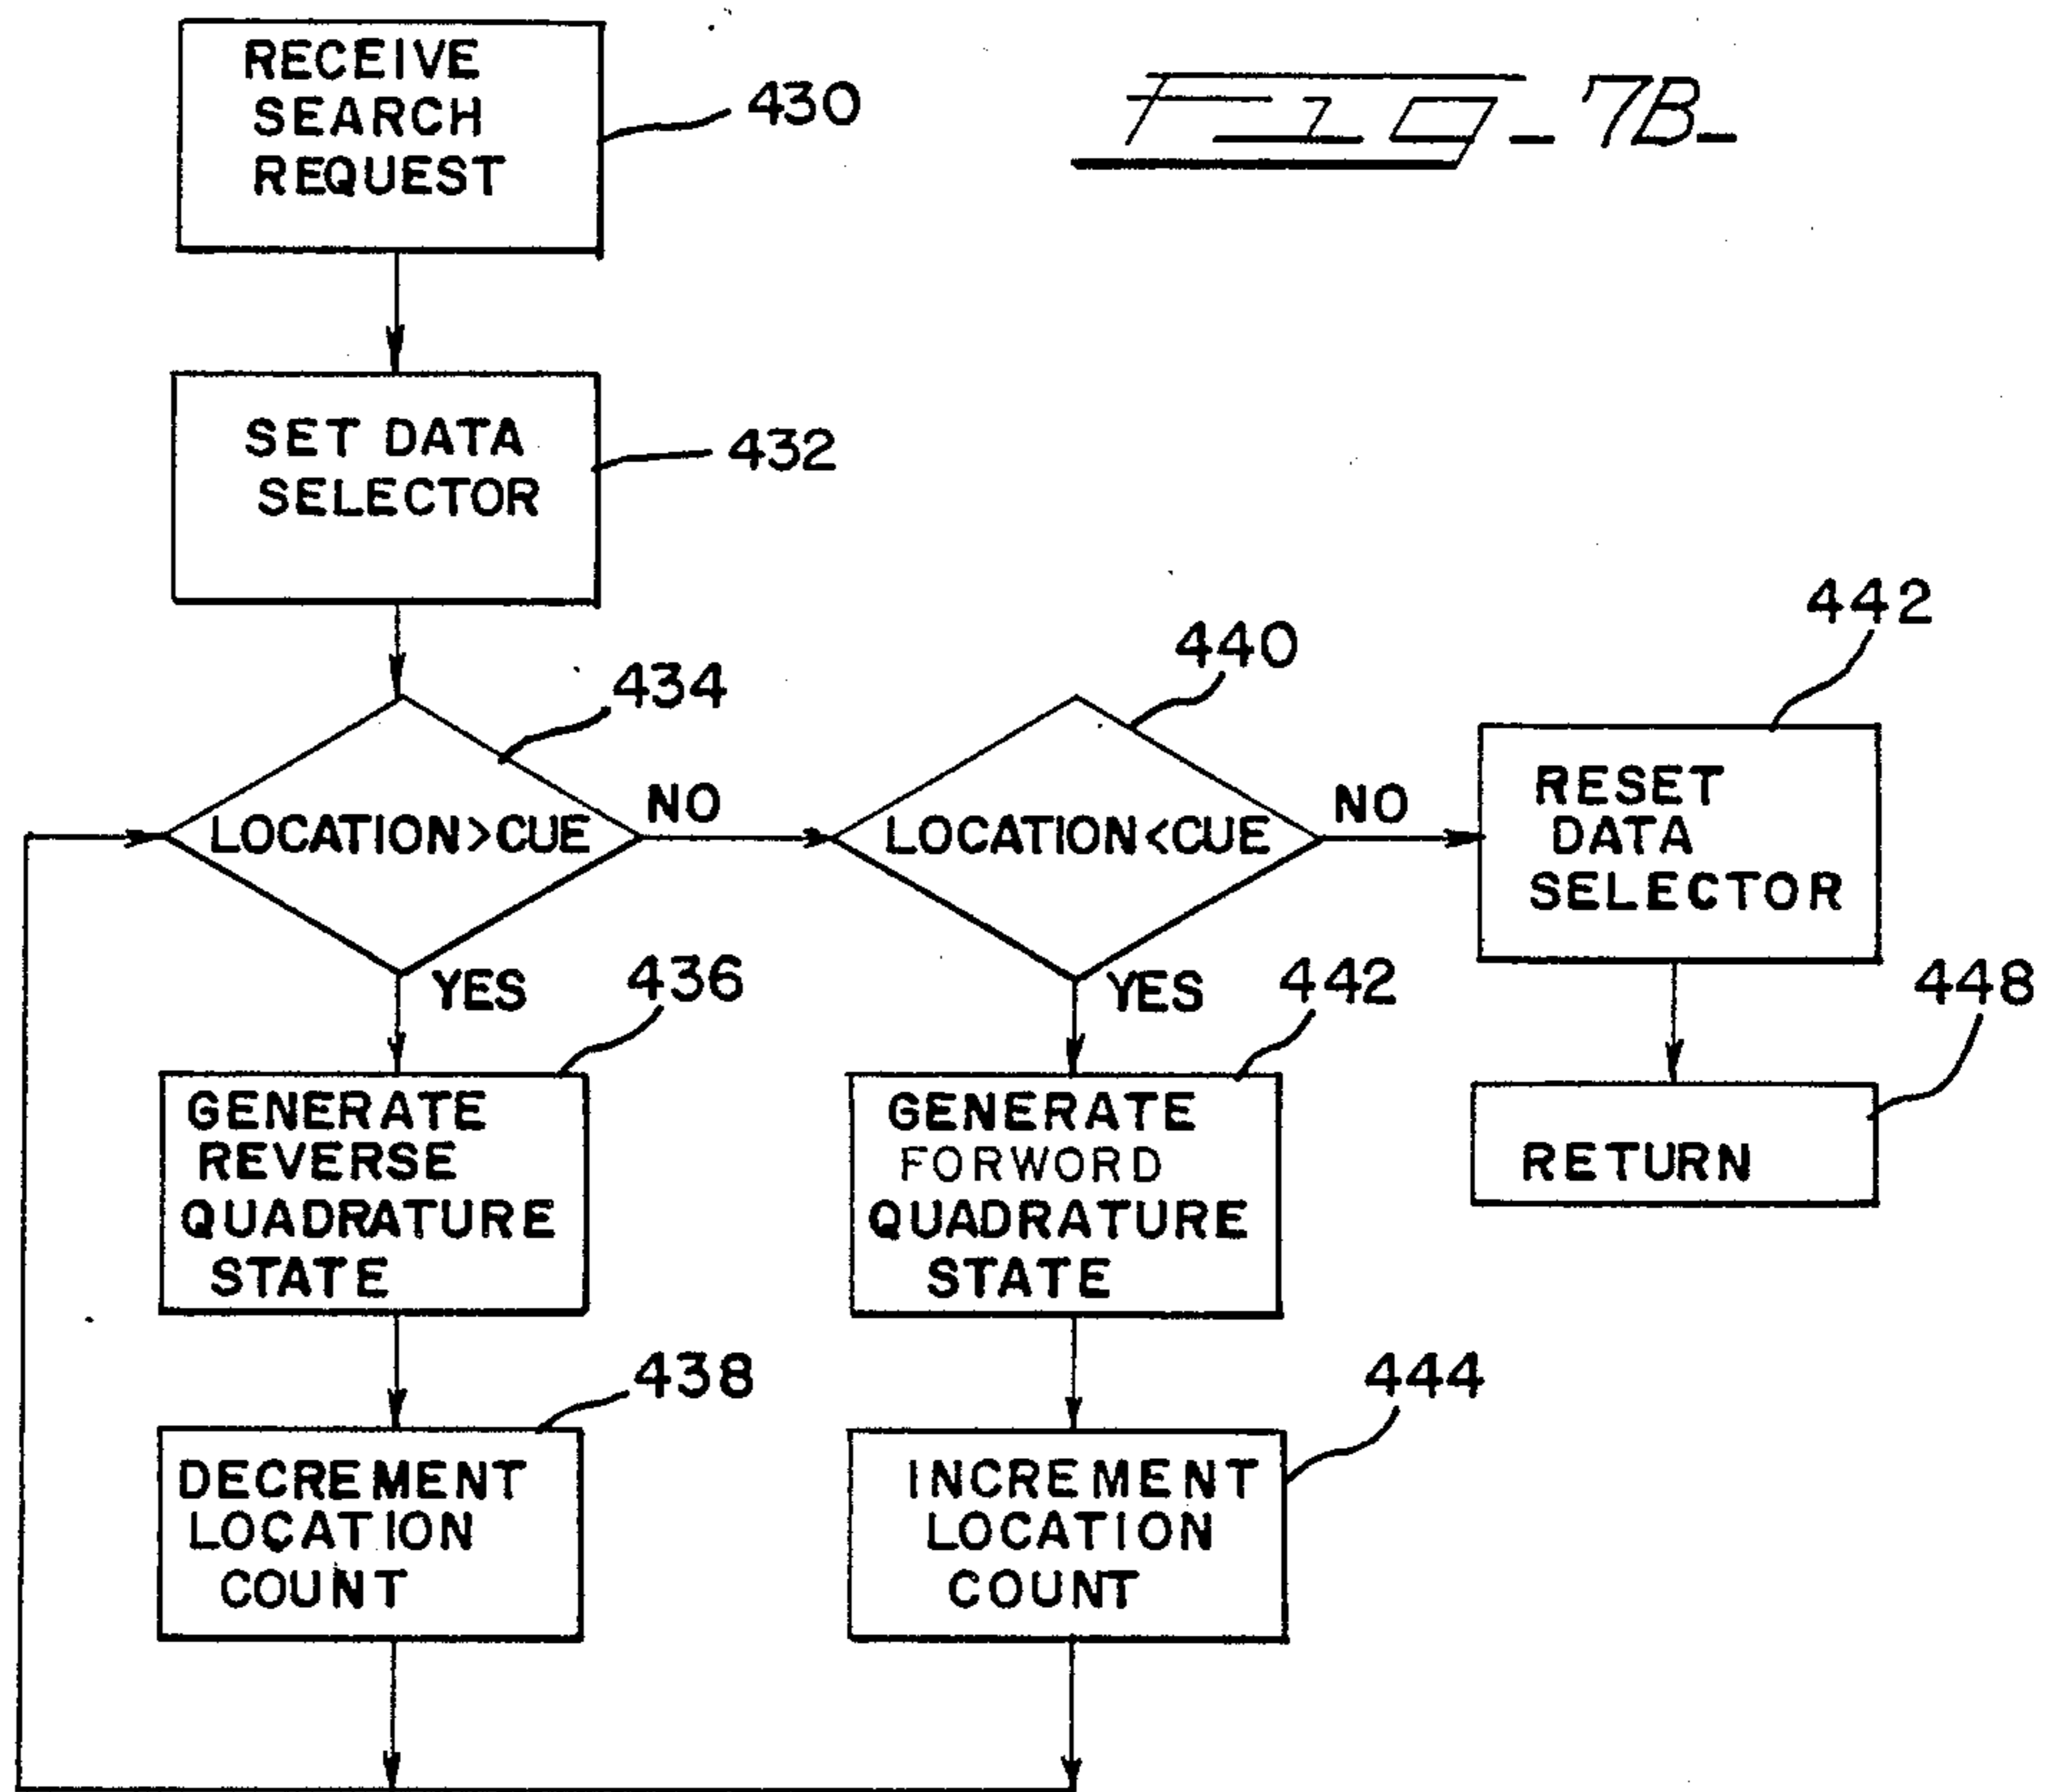 RECEIVE
SEARCH
REQUEST
430
Fig_7B_
SET DATA
SELECTOR
432
434
LOCATION>CUE
NO
YES
440
LOCATION<CUE
NO
YES
442
RESET
DATA
SELECTOR
448
RETURN
436
GENERATE
REVERSE
QUADRATURE
STATE
442
GENERATE
FORWORD
QUADRATURE
STATE
438
DECREMENT
LOCATION
COUNT
444
INCREMENT
LOCATION
COUNT